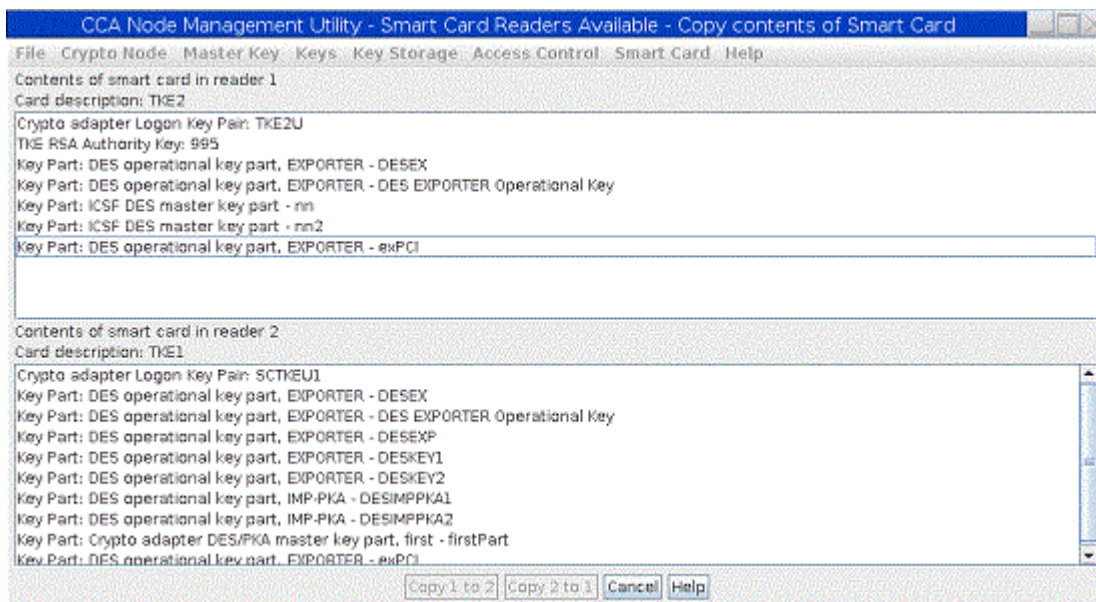 CCA Node Management Utility - Smart Card Readers Available - Copy contents of Smart Card
File Crypto Node Master Key Keys Key Storage Access Control Smart Card Help
Contents of smart card in reader 1
Card description: TKE2
Crypto adapter Logon Key Pair: TKE2U
TKE RSA Authority Key: 995
Key Part: DES operational key part, EXPORTER - DESEX
Key Part: DES operational key part, EXPORTER - DES EXPORTER Operational Key
Key Part: ICSF DES master key part - nn
Key Part: ICSF DES master key part - nn2
Key Part: DES operational key part, EXPORTER - exPCI
Contents of smart card in reader 2
Card description: TKE1
Crypto adapter Logon Key Pair: SCTKEU1
Key Part: DES operational key part, EXPORTER - DESEX
Key Part: DES operational key part, EXPORTER - DES EXPORTER Operational Key
Key Part: DES operational key part, EXPORTER - DESEXP
Key Part: DES operational key part, EXPORTER - DESKEY1
Key Part: DES operational key part, EXPORTER - DESKEY2
Key Part: DES operational key part, IMP-PKA - DESIMPPKA1
Key Part: DES operational key part, IMP-PKA - DESIMPPKA2
Key Part: Crypto adapter DES/PKA master key part, first - firstPart
Key Part: DES operational key part, EXPORTER - exPCI
Copy 1 to 2 Copy 2 to 1 Cancel Help